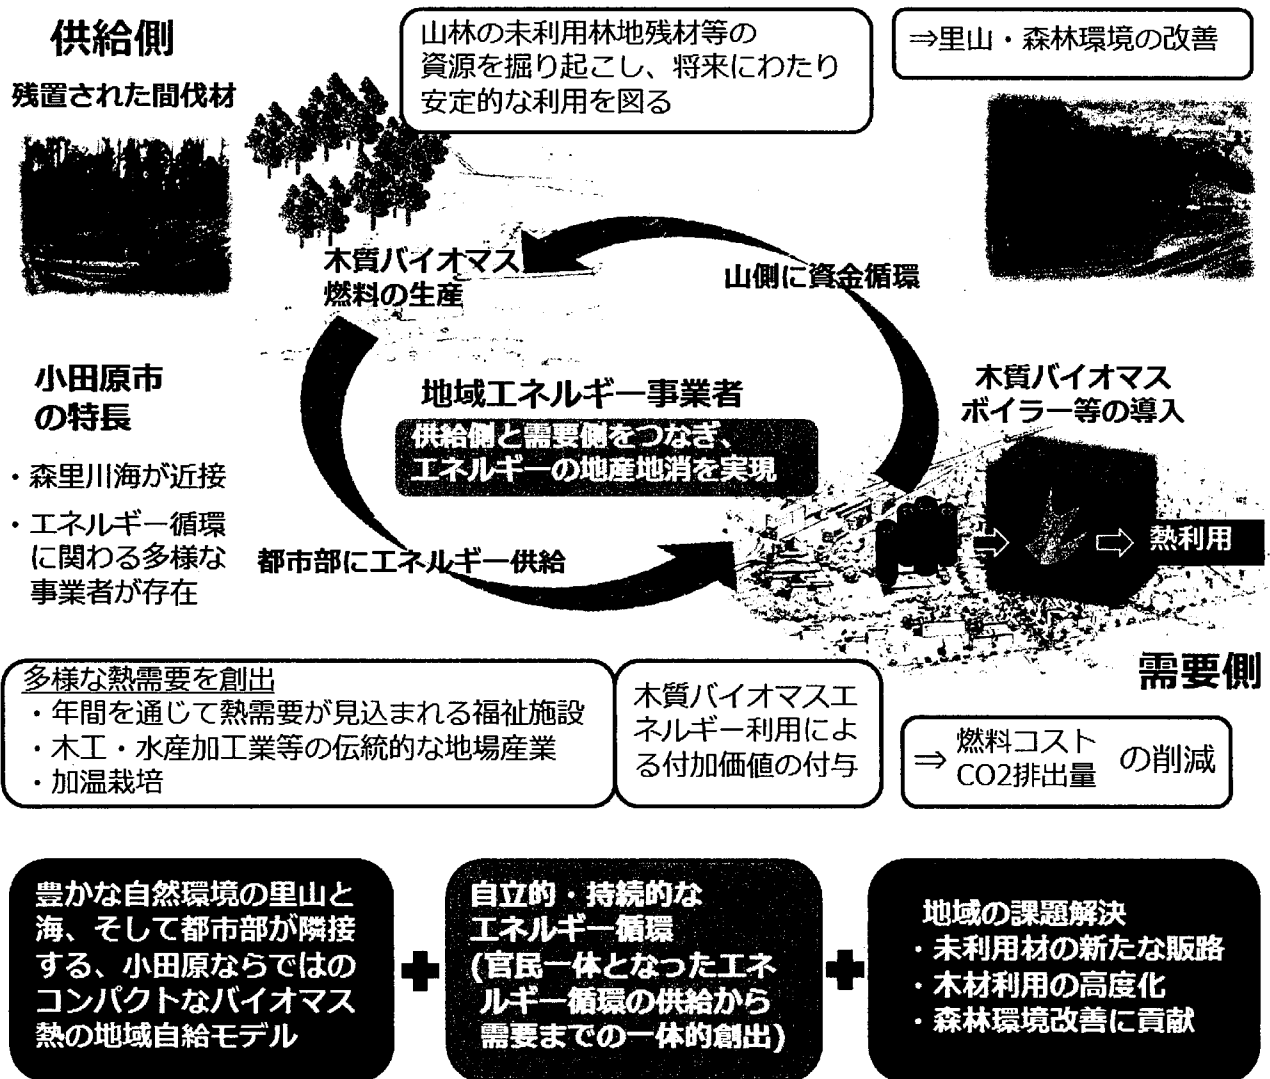 供給側
残置された間伐材
山林の未利用林地残材等の
資源を掘り起こし、将来にわたり
安定的な利用を図る
⇒里山・森林環境の改善
木質バイオマス
燃料の生産
山側に資金循環
小田原市
の特長
・森里川海が近接
・エネルギー循環
に関わる多様な
事業者が存在
地域エネルギー事業者
供給側と需要側をつなぎ、
エネルギーの地産地消を実現
木質バイオマス
ボイラー等の導入
都市部にエネルギー供給
熱利用
需要側
多様な熱需要を創出
・年間を通じて熱需要が見込まれる福祉施設
・木工・水産加工業等の伝統的な地場産業
・加温栽培
木質バイオマスエ
ネルギー利用によ
る付加価値の付与
⇒ 燃料コスト
CO2排出量 の削減
豊かな自然環境の里山と
海、そして都市部が隣接
する、小田原ならではの
コンパクトなバイオマス
熱の地域自給モデル
自立的・持続的な
エネルギー循環
(官民一体となったエネ
ルギー循環の供給から
需要までの一体的創出)
地域の課題解決
・未利用材の新たな販路
・木材利用の高度化
・森林環境改善に貢献